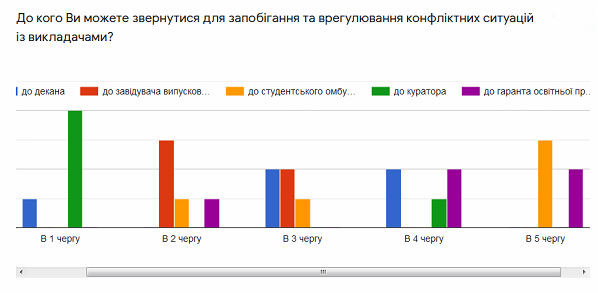 До кого Ви можете звернутися для запобігання та врегулювання конфліктних ситуацій
із викладачами?
до декана до завідувача випусков... до студентського омбу... до куратора до гаранта освітньої пр...
В 1 чергу В 2 чергу В 3 чергу В 4 чергу В 5 чергу